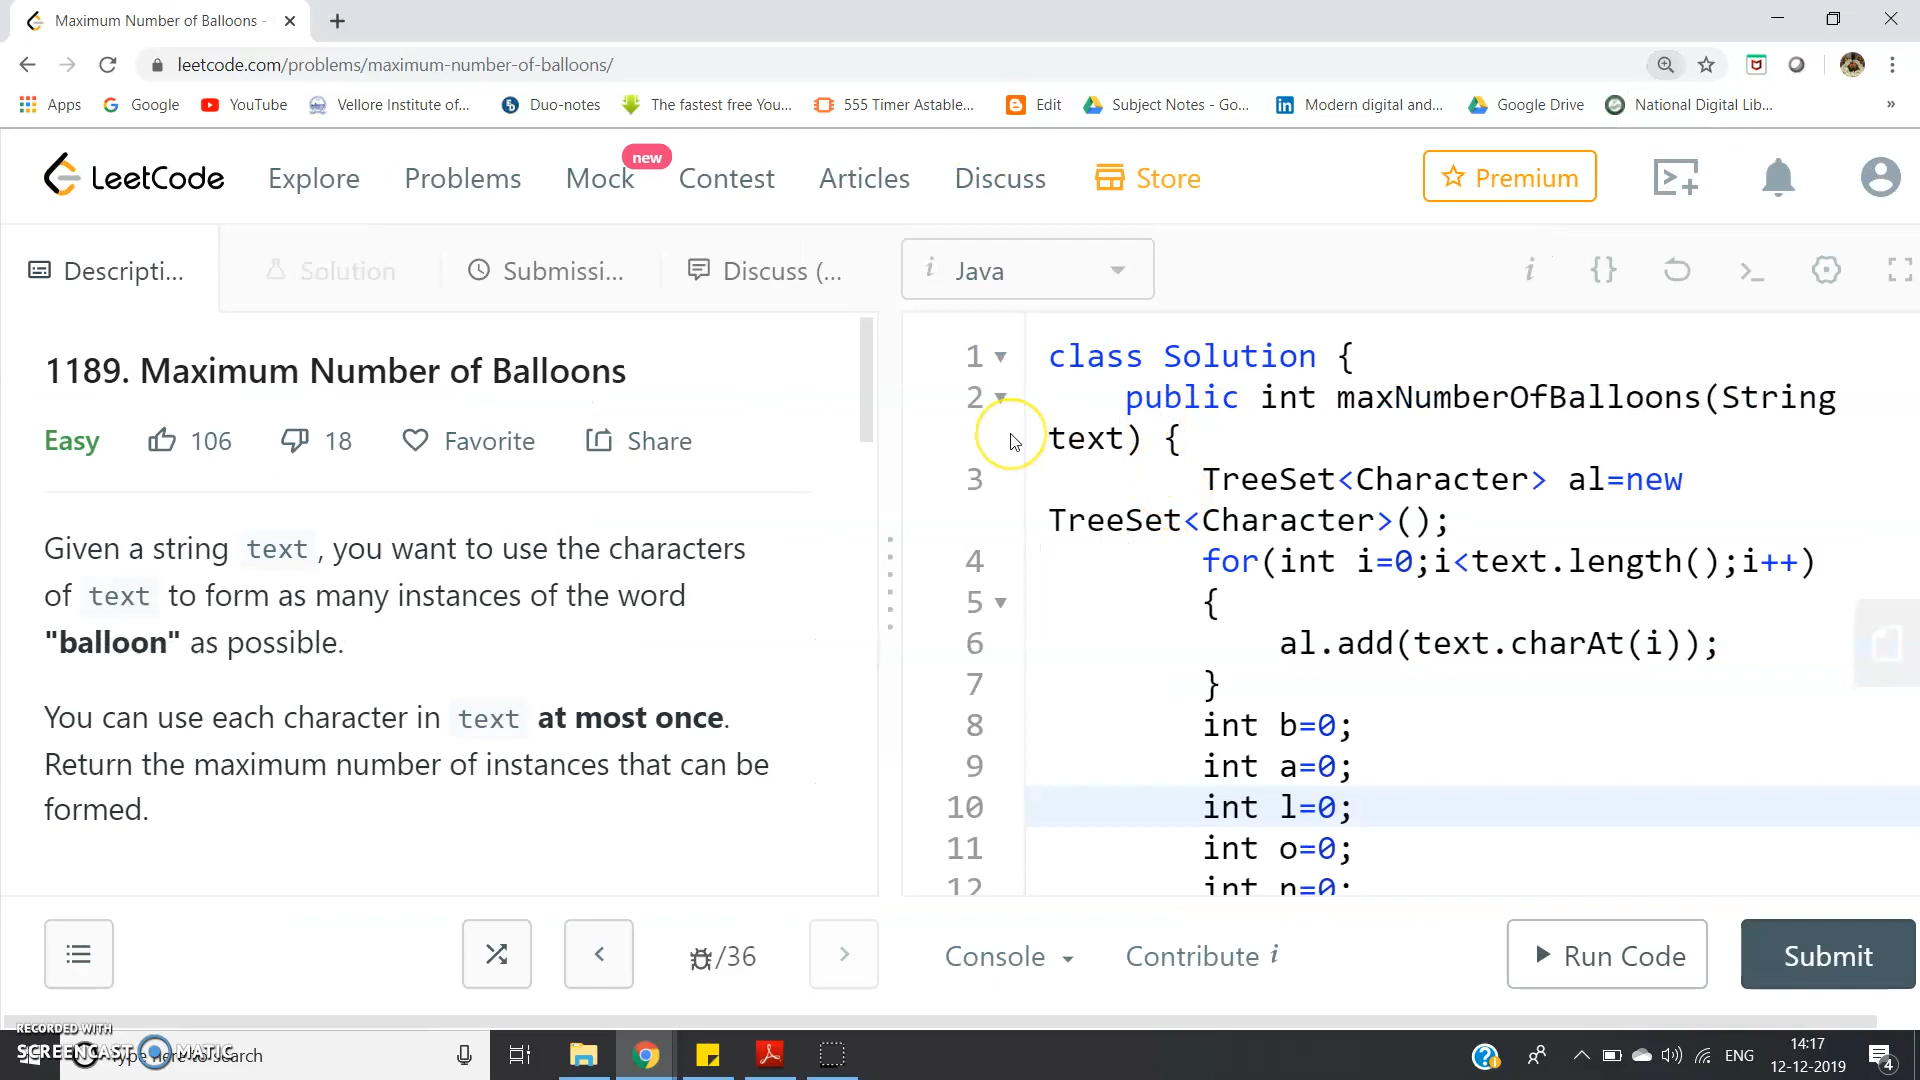 Maximum Number of Balloons -
leetcode.com/problems/maximum-number-of-balloons/
Apps Google YouTube Vellore Institute of... Duo-notes The fastest free You... 555 Timer Astable... Edit Subject Notes - Go... Modern digital and... Google Drive National Digital Lib... »
LeetCode Explore Problems Mock new Contest Articles Discuss Store Premium
Descripti... Solution Submissi... Discuss (...
Java
1189. Maximum Number of Balloons
Easy 106 18 Favorite Share
Given a string text, you want to use the characters
of text to form as many instances of the word
"balloon" as possible.
You can use each character in text at most once.
Return the maximum number of instances that can be
formed.
1 class Solution {
2 public int maxNumberOfBalloons(String
text) {
3 TreeSet<Character> al=new
TreeSet<Character>();
4 for(int i=0;i<text.length();i++)
5 {
6 al.add(text.charAt(i));
7 }
8 int b=0;
9 int a=0;
10 int l=0;
11 int o=0;
12 int n=0;
/36
Console Contribute i Run Code Submit
RECORDED WITH
SCREENCAST MATIC
Type here to search
ENG
14:17
12-12-2019
4